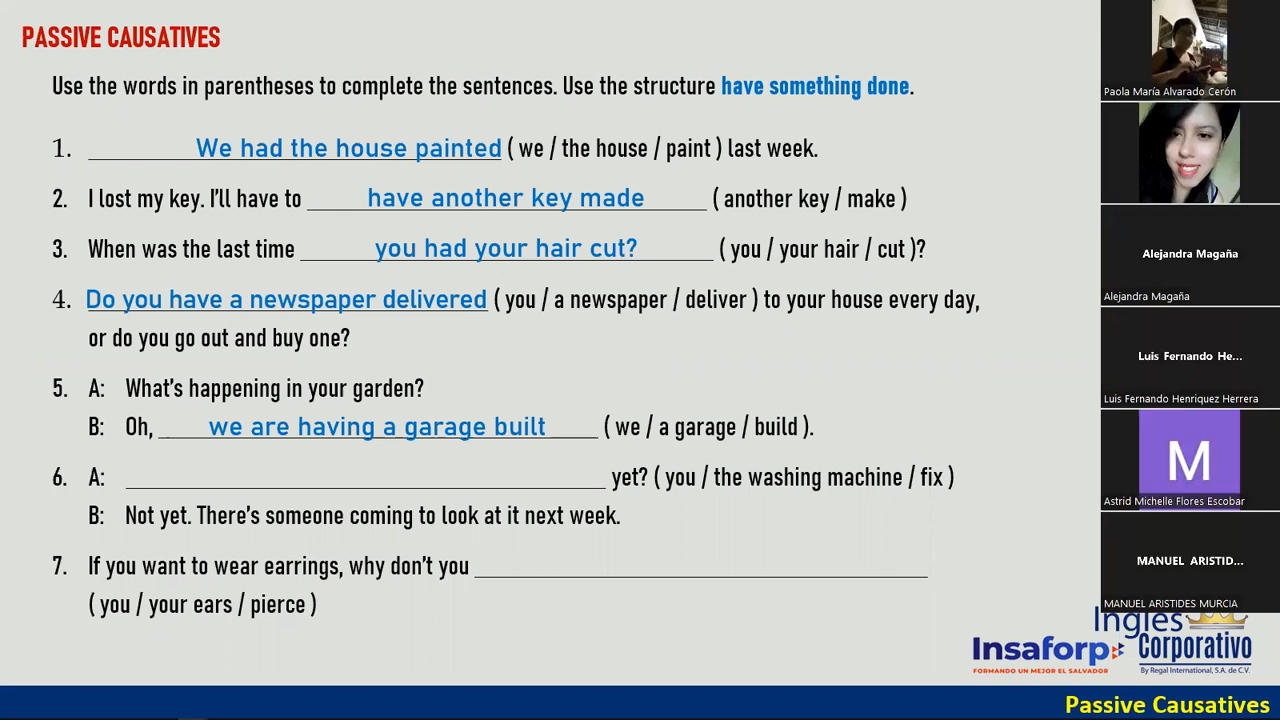 PASSIVE CAUSATIVES
Use the words in parentheses to complete the sentences. Use the structure have something done.
1. We had the house painted ( we / the house / paint ) last week.
2. I lost my key. I'll have to have another key made ( another key / make )
3. When was the last time you had your hair cut? ( you / your hair / cut )?
4. Do you have a newspaper delivered ( you / a newspaper / deliver ) to your house every day,
or do you go out and buy one?
5. A: What's happening in your garden?
B: Oh, we are having a garage built ( we / a garage / build ).
6. A: yet? ( you / the washing machine / fix )
B: Not yet. There's someone coming to look at it next week.
7. If you want to wear earrings, why don't you
( you / your ears / pierce )
Paola María Alvarado Cerón
Alejandra Magaña
Alejandra Magaña
Luis Fernando He...
Luis Fernando Henriquez Herrera
M
Astrid Michelle Flores Escobar
MANUEL ARISTID...
MANUEL ARISTIDES MURCIA
Insaforp
FORMANDO UN MEJOR EL SALVADOR
Ingles
Corporativo
By Regal International, S.A. de C.V.
Passive Causatives